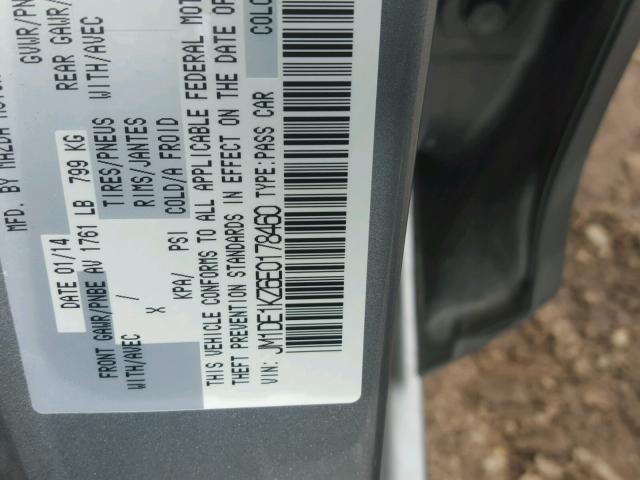 MFD. BY MAZDA MOTOR
DATE 01/14 GVWR/PN
FRONT GAWR/PNBE AV 1761 LB 799 KG REAR GAWR/
WITH/AVEC TIRES/PNEUS WITH/AVEC
/ RIMS/JANTES
X COLD/A FROID
KPA/ PSI
THIS VEHICLE CONFORMS TO ALL APPLICABLE FEDERAL MOT
THEFT PREVENTION STANDARDS IN EFFECT ON THE DATE OF
VIN: JM1DE1KZ6E0178460 TYPE:PASS CAR COLO